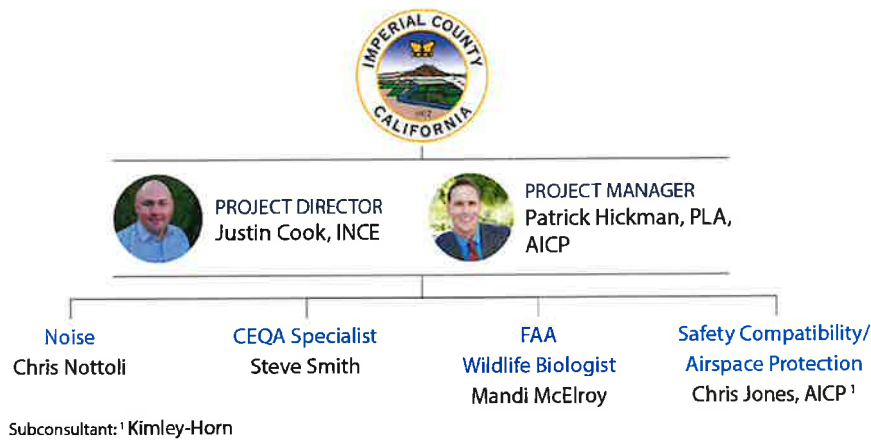 IMPERIAL COUNTY
CALIFORNIA
PROJECT DIRECTOR
Justin Cook, INCE
PROJECT MANAGER
Patrick Hickman, PLA,
AICP
Noise
Chris Nottoli
CEQA Specialist
Steve Smith
FAA
Wildlife Biologist
Mandi McElroy
Safety Compatibility/
Airspace Protection
Chris Jones, AICP ¹
Subconsultant: ¹ Kimley-Horn